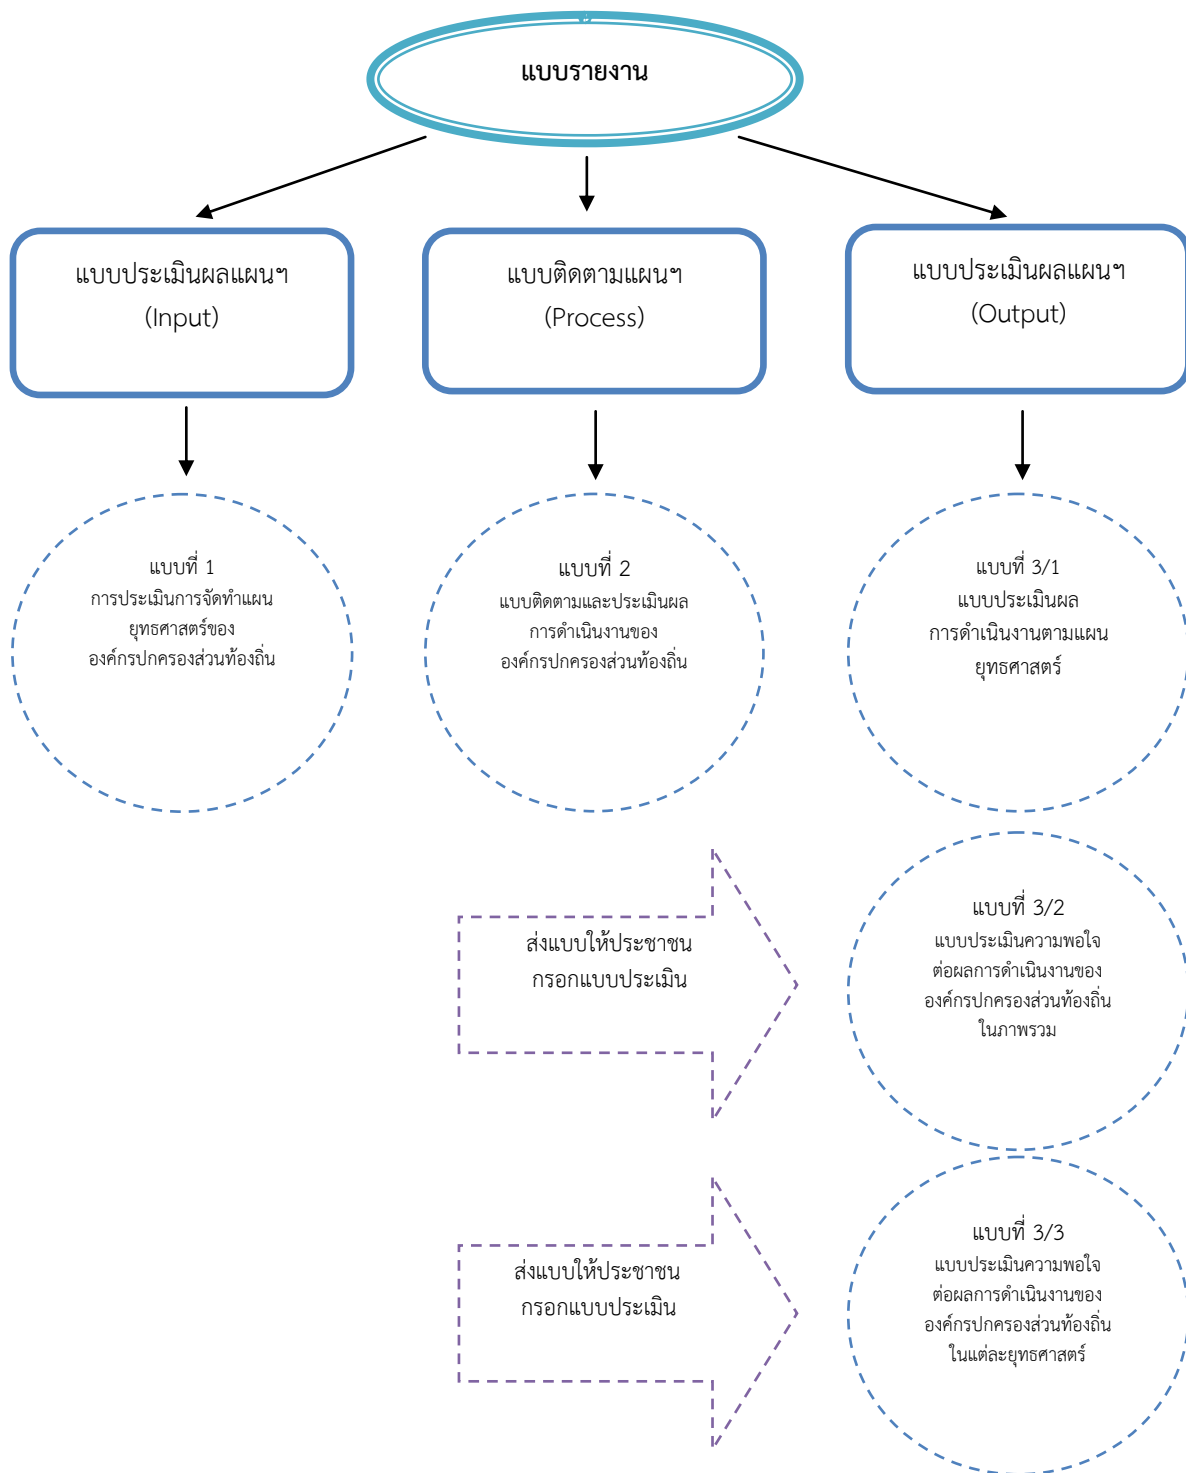 แบบรายงาน
แบบประเมินผลแผนฯ
(Input)
แบบติดตามแผนฯ
(Process)
แบบประเมินผลแผนฯ
(Output)
แบบที่ 1
การประเมินการจัดทำแผน
ยุทธศาสตร์ของ
องค์กรปกครองส่วนท้องถิ่น
แบบที่ 2
แบบติดตามและประเมินผล
การดำเนินงานของ
องค์กรปกครองส่วนท้องถิ่น
แบบที่ 3/1
แบบประเมินผล
การดำเนินงานตามแผน
ยุทธศาสตร์
ส่งแบบให้ประชาชน
กรอกแบบประเมิน
แบบที่ 3/2
แบบประเมินความพอใจ
ต่อผลการดำเนินงานของ
องค์กรปกครองส่วนท้องถิ่น
ในภาพรวม
ส่งแบบให้ประชาชน
กรอกแบบประเมิน
แบบที่ 3/3
แบบประเมินความพอใจ
ต่อผลการดำเนินงานของ
องค์กรปกครองส่วนท้องถิ่น
ในแต่ละยุทธศาสตร์